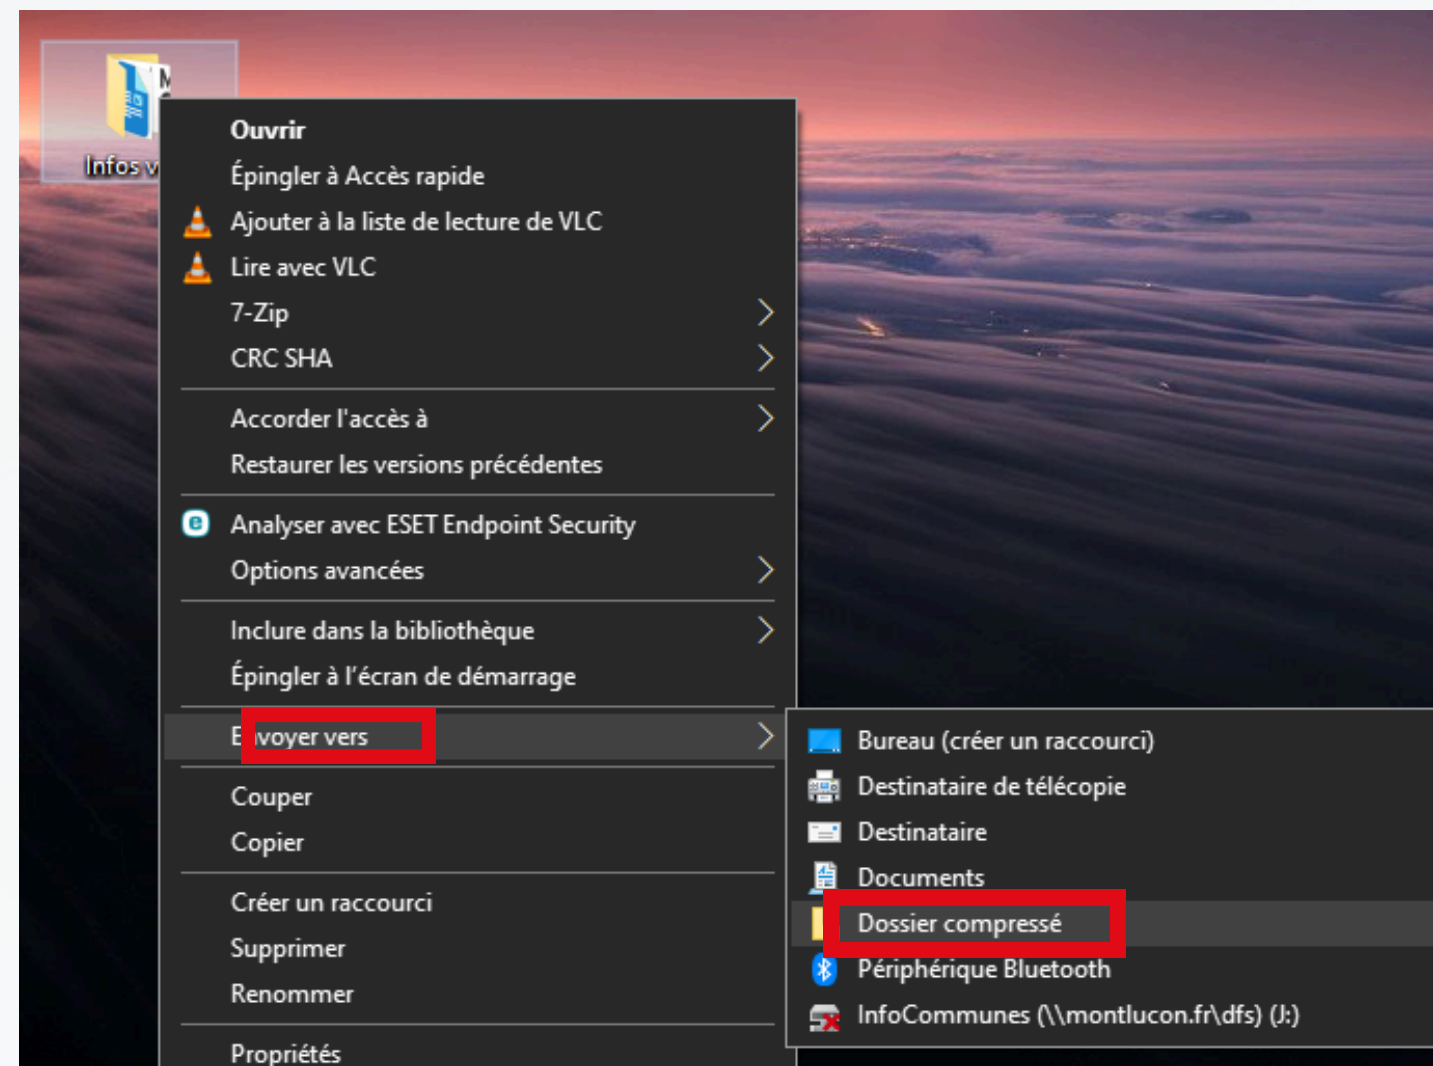 Infos v
Ouvrir
Épingler à Accès rapide
Ajouter à la liste de lecture de VLC
Lire avec VLC
7-Zip
CRC SHA
Accorder l'accès à
Restaurer les versions précédentes
Analyser avec ESET Endpoint Security
Options avancées
Inclure dans la bibliothèque
Épingler à l'écran de démarrage
Envoyer vers
Couper
Copier
Créer un raccourci
Supprimer
Renommer
Propriétés
Bureau (créer un raccourci)
Destinataire de télécopie
Destinataire
Documents
Dossier compressé
Périphérique Bluetooth
InfoCommunes (\\montlucon.fr\dfs) (J:)